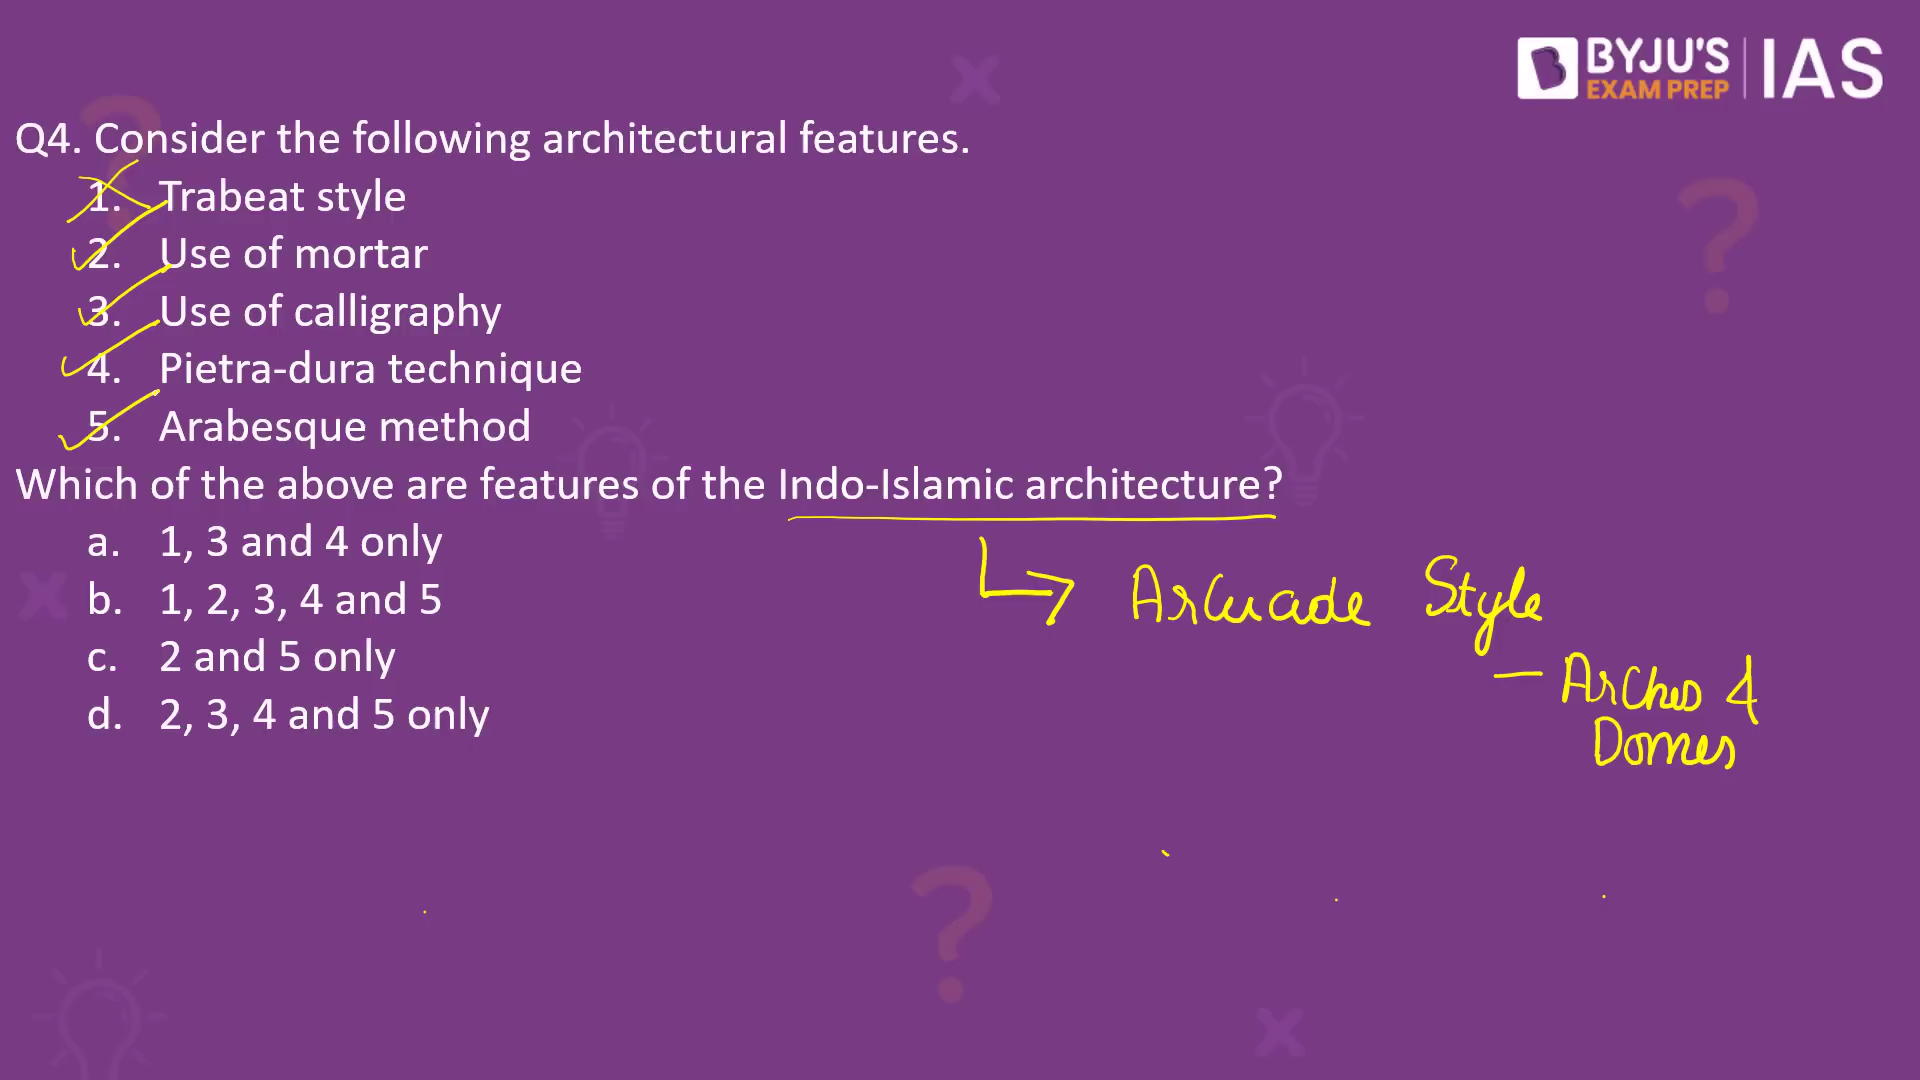 BYJU'S IAS
EXAM PREP
Q4. Consider the following architectural features.
1. Trabeat style
2. Use of mortar
3. Use of calligraphy
4. Pietra-dura technique
5. Arabesque method
Which of the above are features of the Indo-Islamic architecture?
a. 1, 3 and 4 only
b. 1, 2, 3, 4 and 5
c. 2 and 5 only
d. 2, 3, 4 and 5 only
Arcuade Style
- Arches &
Domes